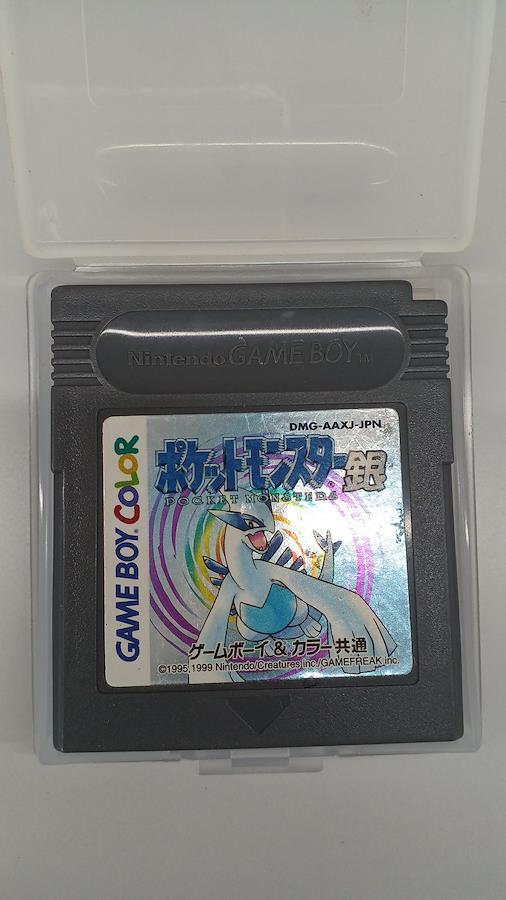 Nintendo GAME BOY TM
DMG-AAXJ-JPN
ポケットモンスター銀
POCKET MONSTERS
GAME BOY COLOR
ゲームボーイ & カラー共通
©1995,1999 Nintendo/Creatures inc./GAMEFREAK inc.